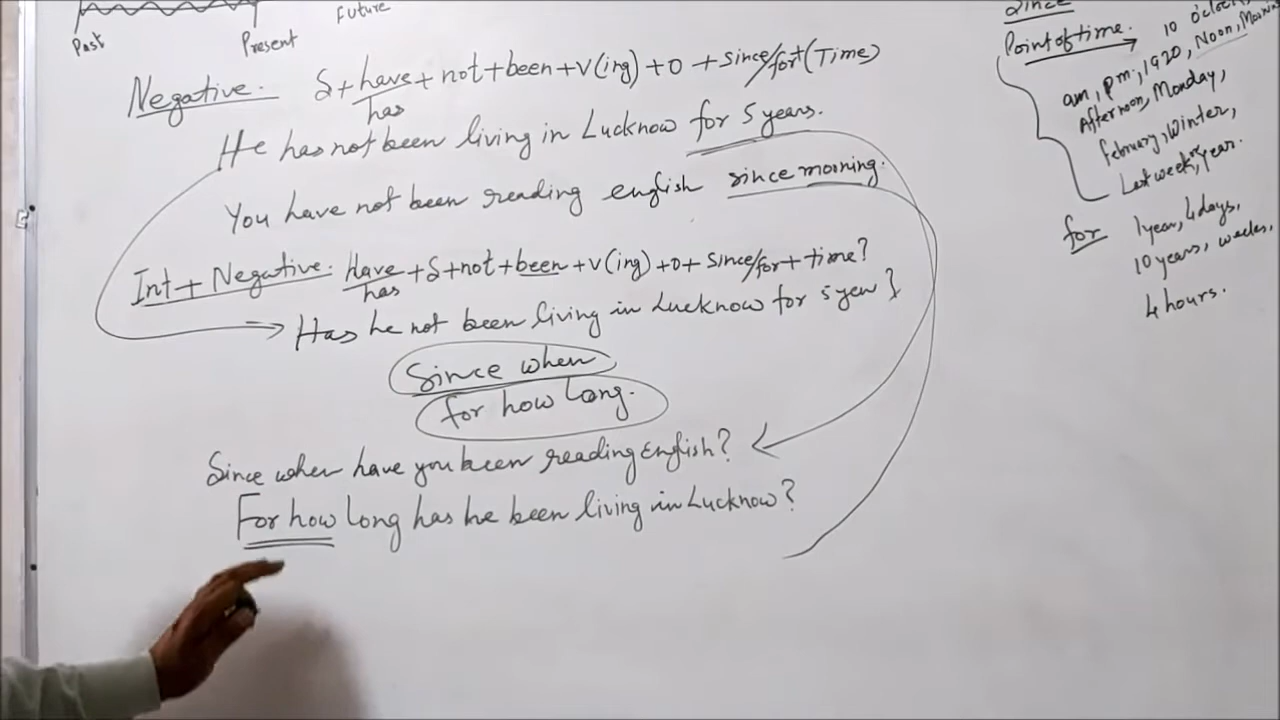 Past Present Future
Negative. S+have+not+been+v(ing)+O+since/for+(Time)
has
He has not been living in Lucknow for 5 years.
You have not been reading english since morning.
Int + Negative: Have+S+not+been+v(ing)+O+since/for+time?
has
Has he not been living in Lucknow for 5 year }
Since when
for how long.
Since when have you been reading English?
For how long has he been living in Lucknow?
Since
Point of time. 10 o'clock,
am, pm, 1920, Noon, Morning
Afternoon, Monday,
february, Winter,
Last week, or year.
for 1 year, 4 days,
10 years, weeks,
4 hours.